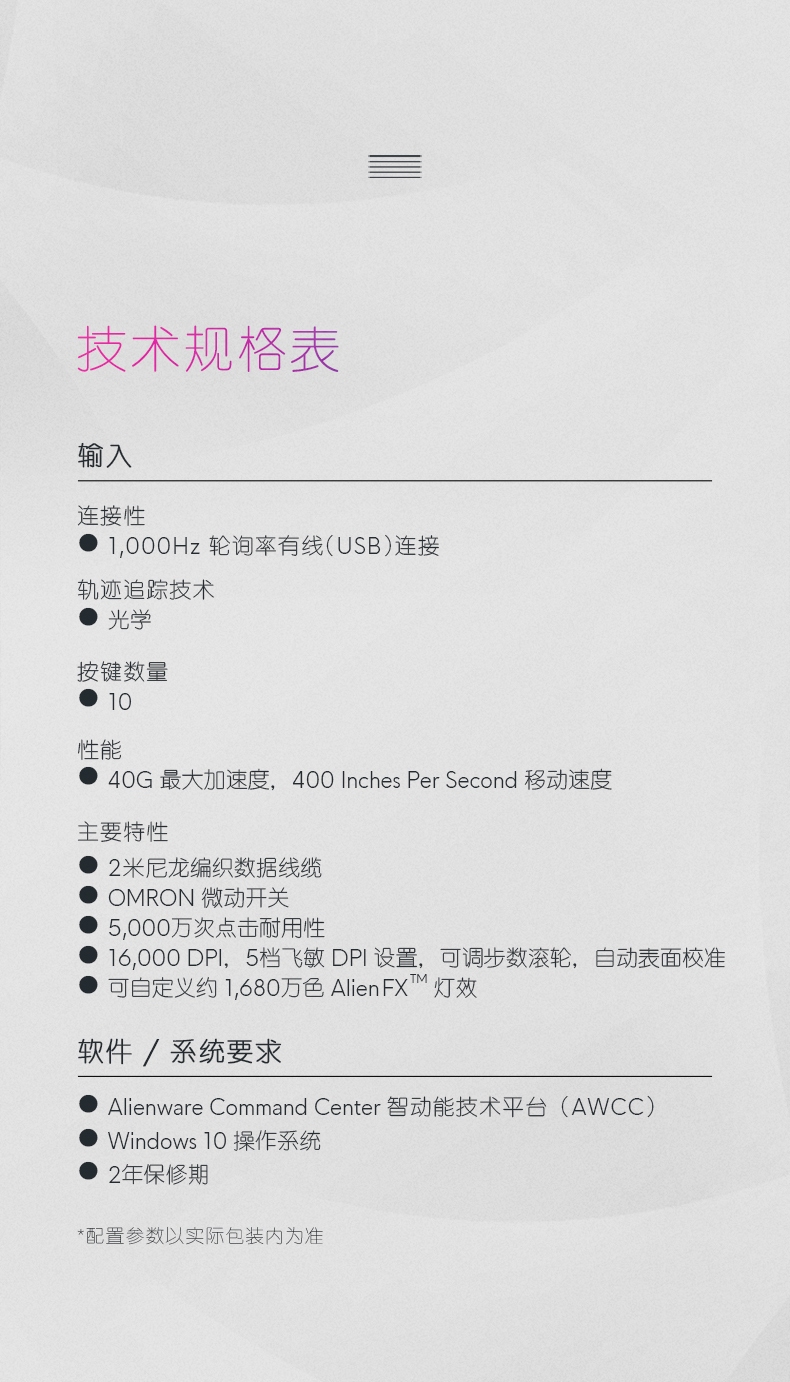 技术规格表
输入
连接性
● 1,000Hz 轮询率有线(USB)连接
轨迹追踪技术
● 光学
按键数量
● 10
性能
● 40G 最大加速度，400 Inches Per Second 移动速度
主要特性
● 2米尼龙编织数据线缆
● OMRON 微动开关
● 5,000万次点击耐用性
● 16,000 DPI，5档飞敏 DPI 设置，可调步数滚轮，自动表面校准
● 可自定义约 1,680万色 AlienFX™ 灯效
软件 / 系统要求
● Alienware Command Center 智动能技术平台（AWCC）
● Windows 10 操作系统
● 2年保修期
*配置参数以实际包装内为准